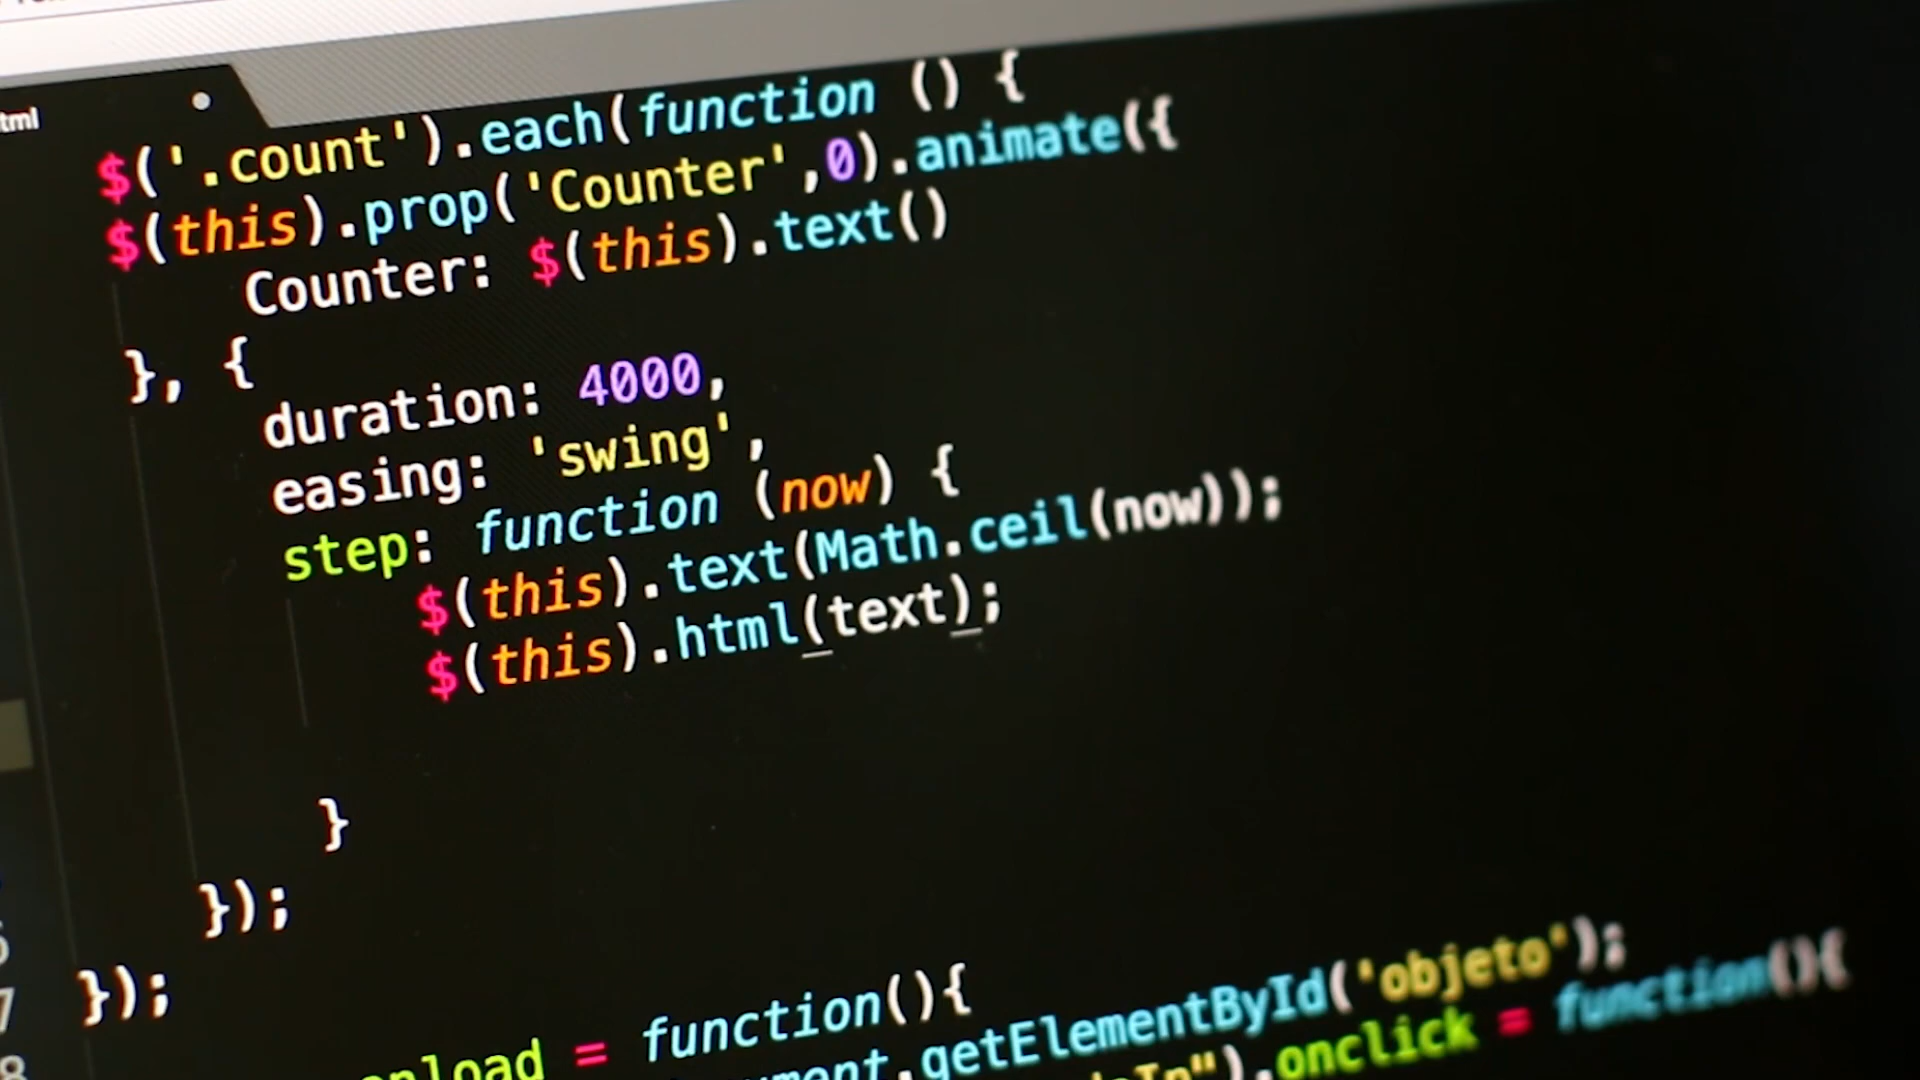 $('.count').each(function () {
$(this).prop('Counter',0).animate({
Counter: $(this).text()
}, {
duration: 4000,
easing: 'swing',
step: function (now) {
$(this).text(Math.ceil(now));
$(this).html(text);
}
});
});
= function(){
.getElementById('objeto');
.onclick = function(){